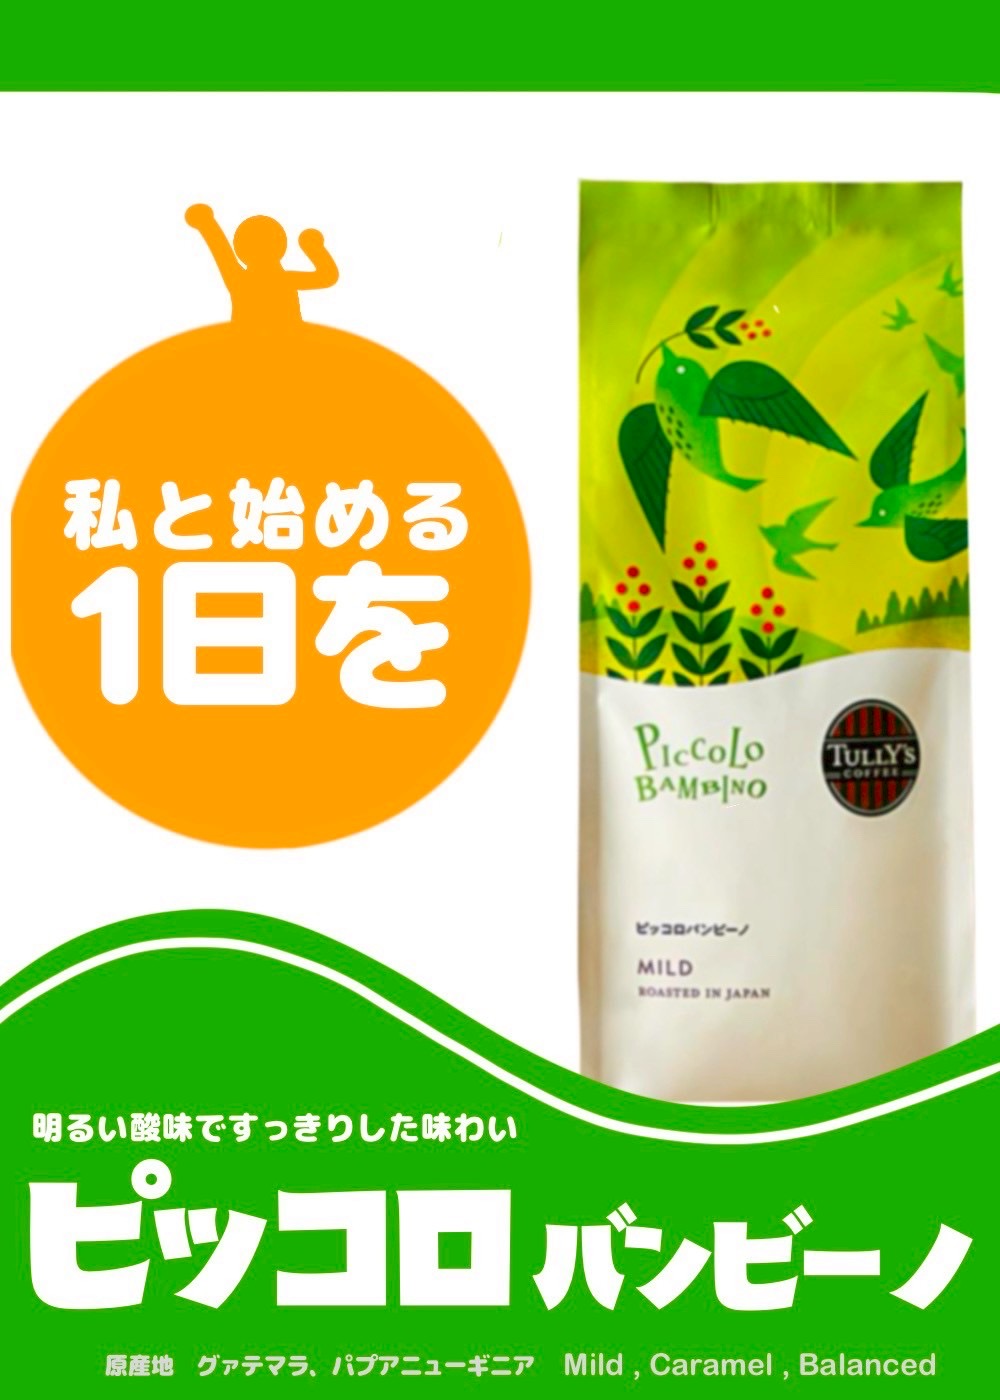 私と始める
1日を
PICCOLO
BAMBINO
TULLY'S
COFFEE
ピッコロバンビーノ
MILD
ROASTED IN JAPAN
明るい酸味ですっきりした味わい
ピッコロ バンビーノ
原産地 グァテマラ、パプアニューギニア Mild , Caramel , Balanced